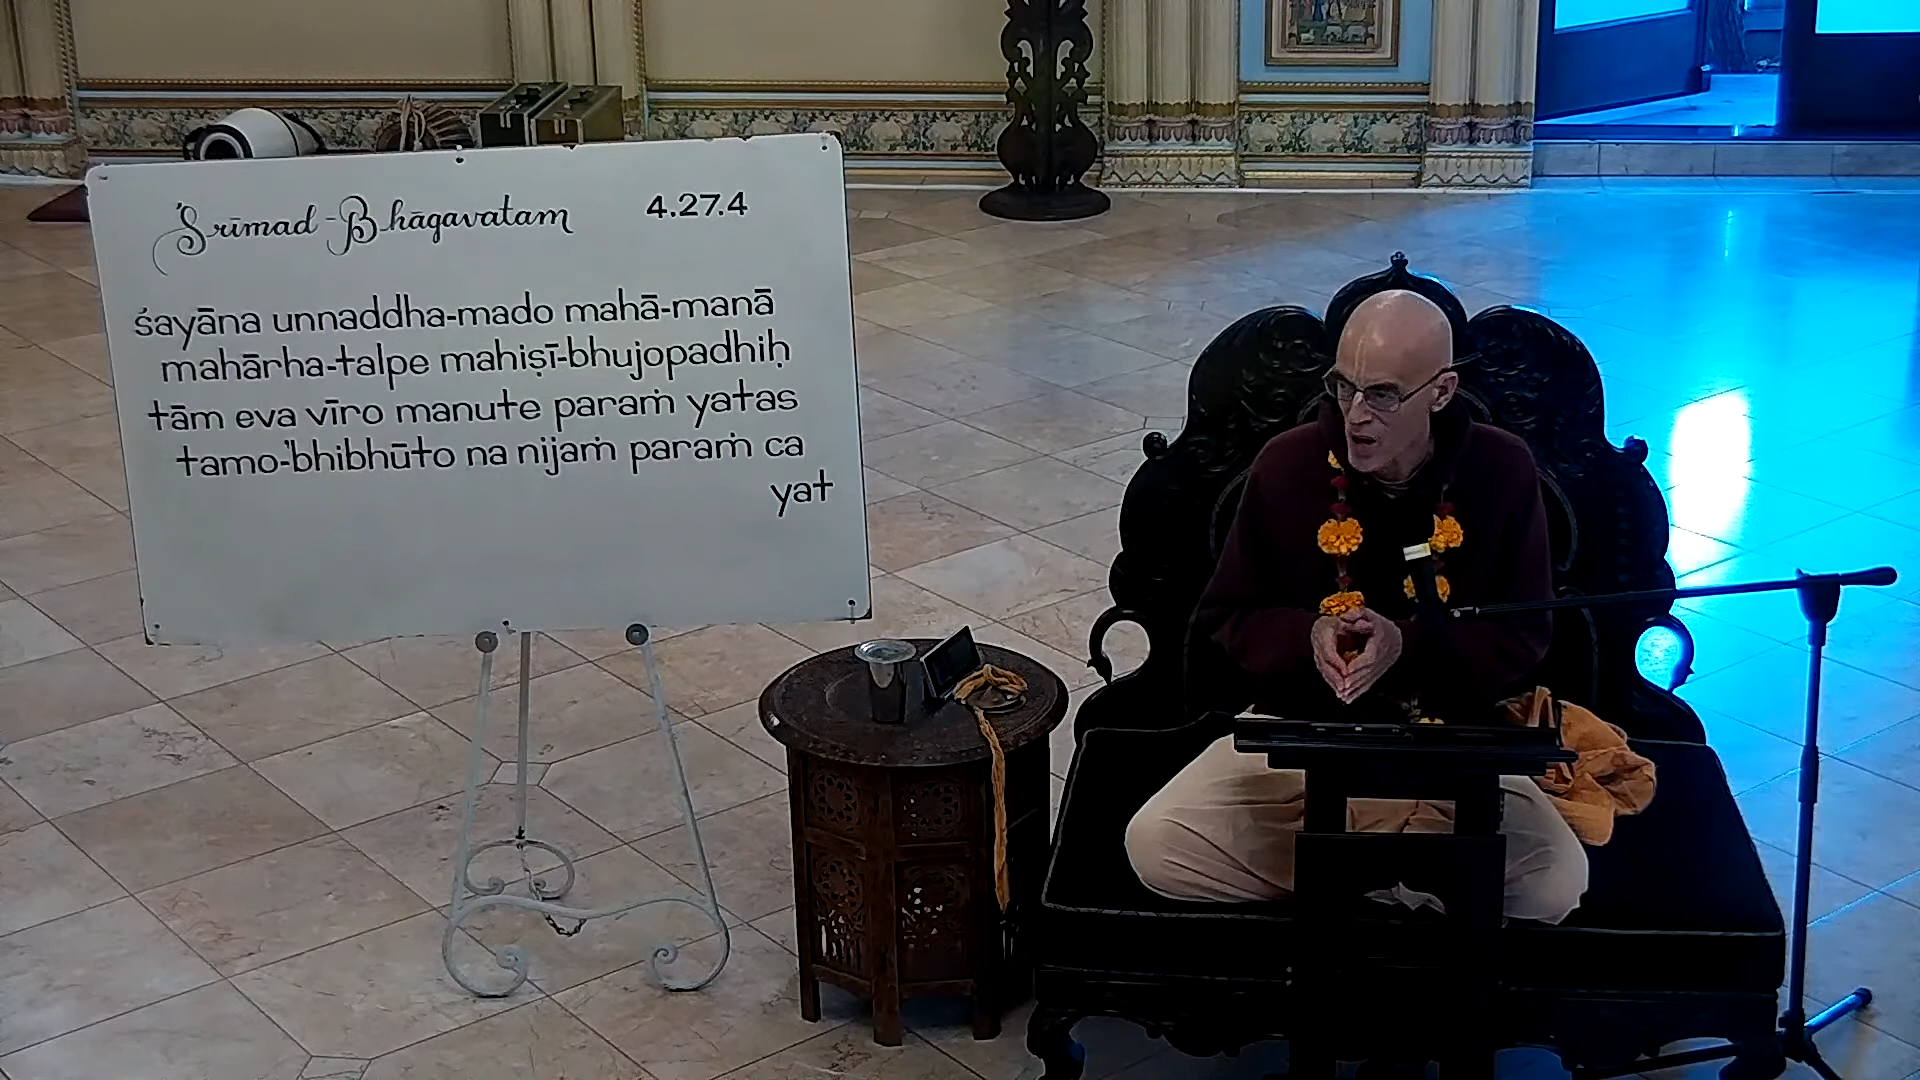 Śrīmad-Bhāgavatam 4.27.4
śayāna unnaddha-mado mahā-manā
mahārha-talpe mahiṣī-bhujopadhiḥ
tām eva vīro manute paraṁ yatas
tamo-'bhibhūto na nijaṁ paraṁ ca
yat